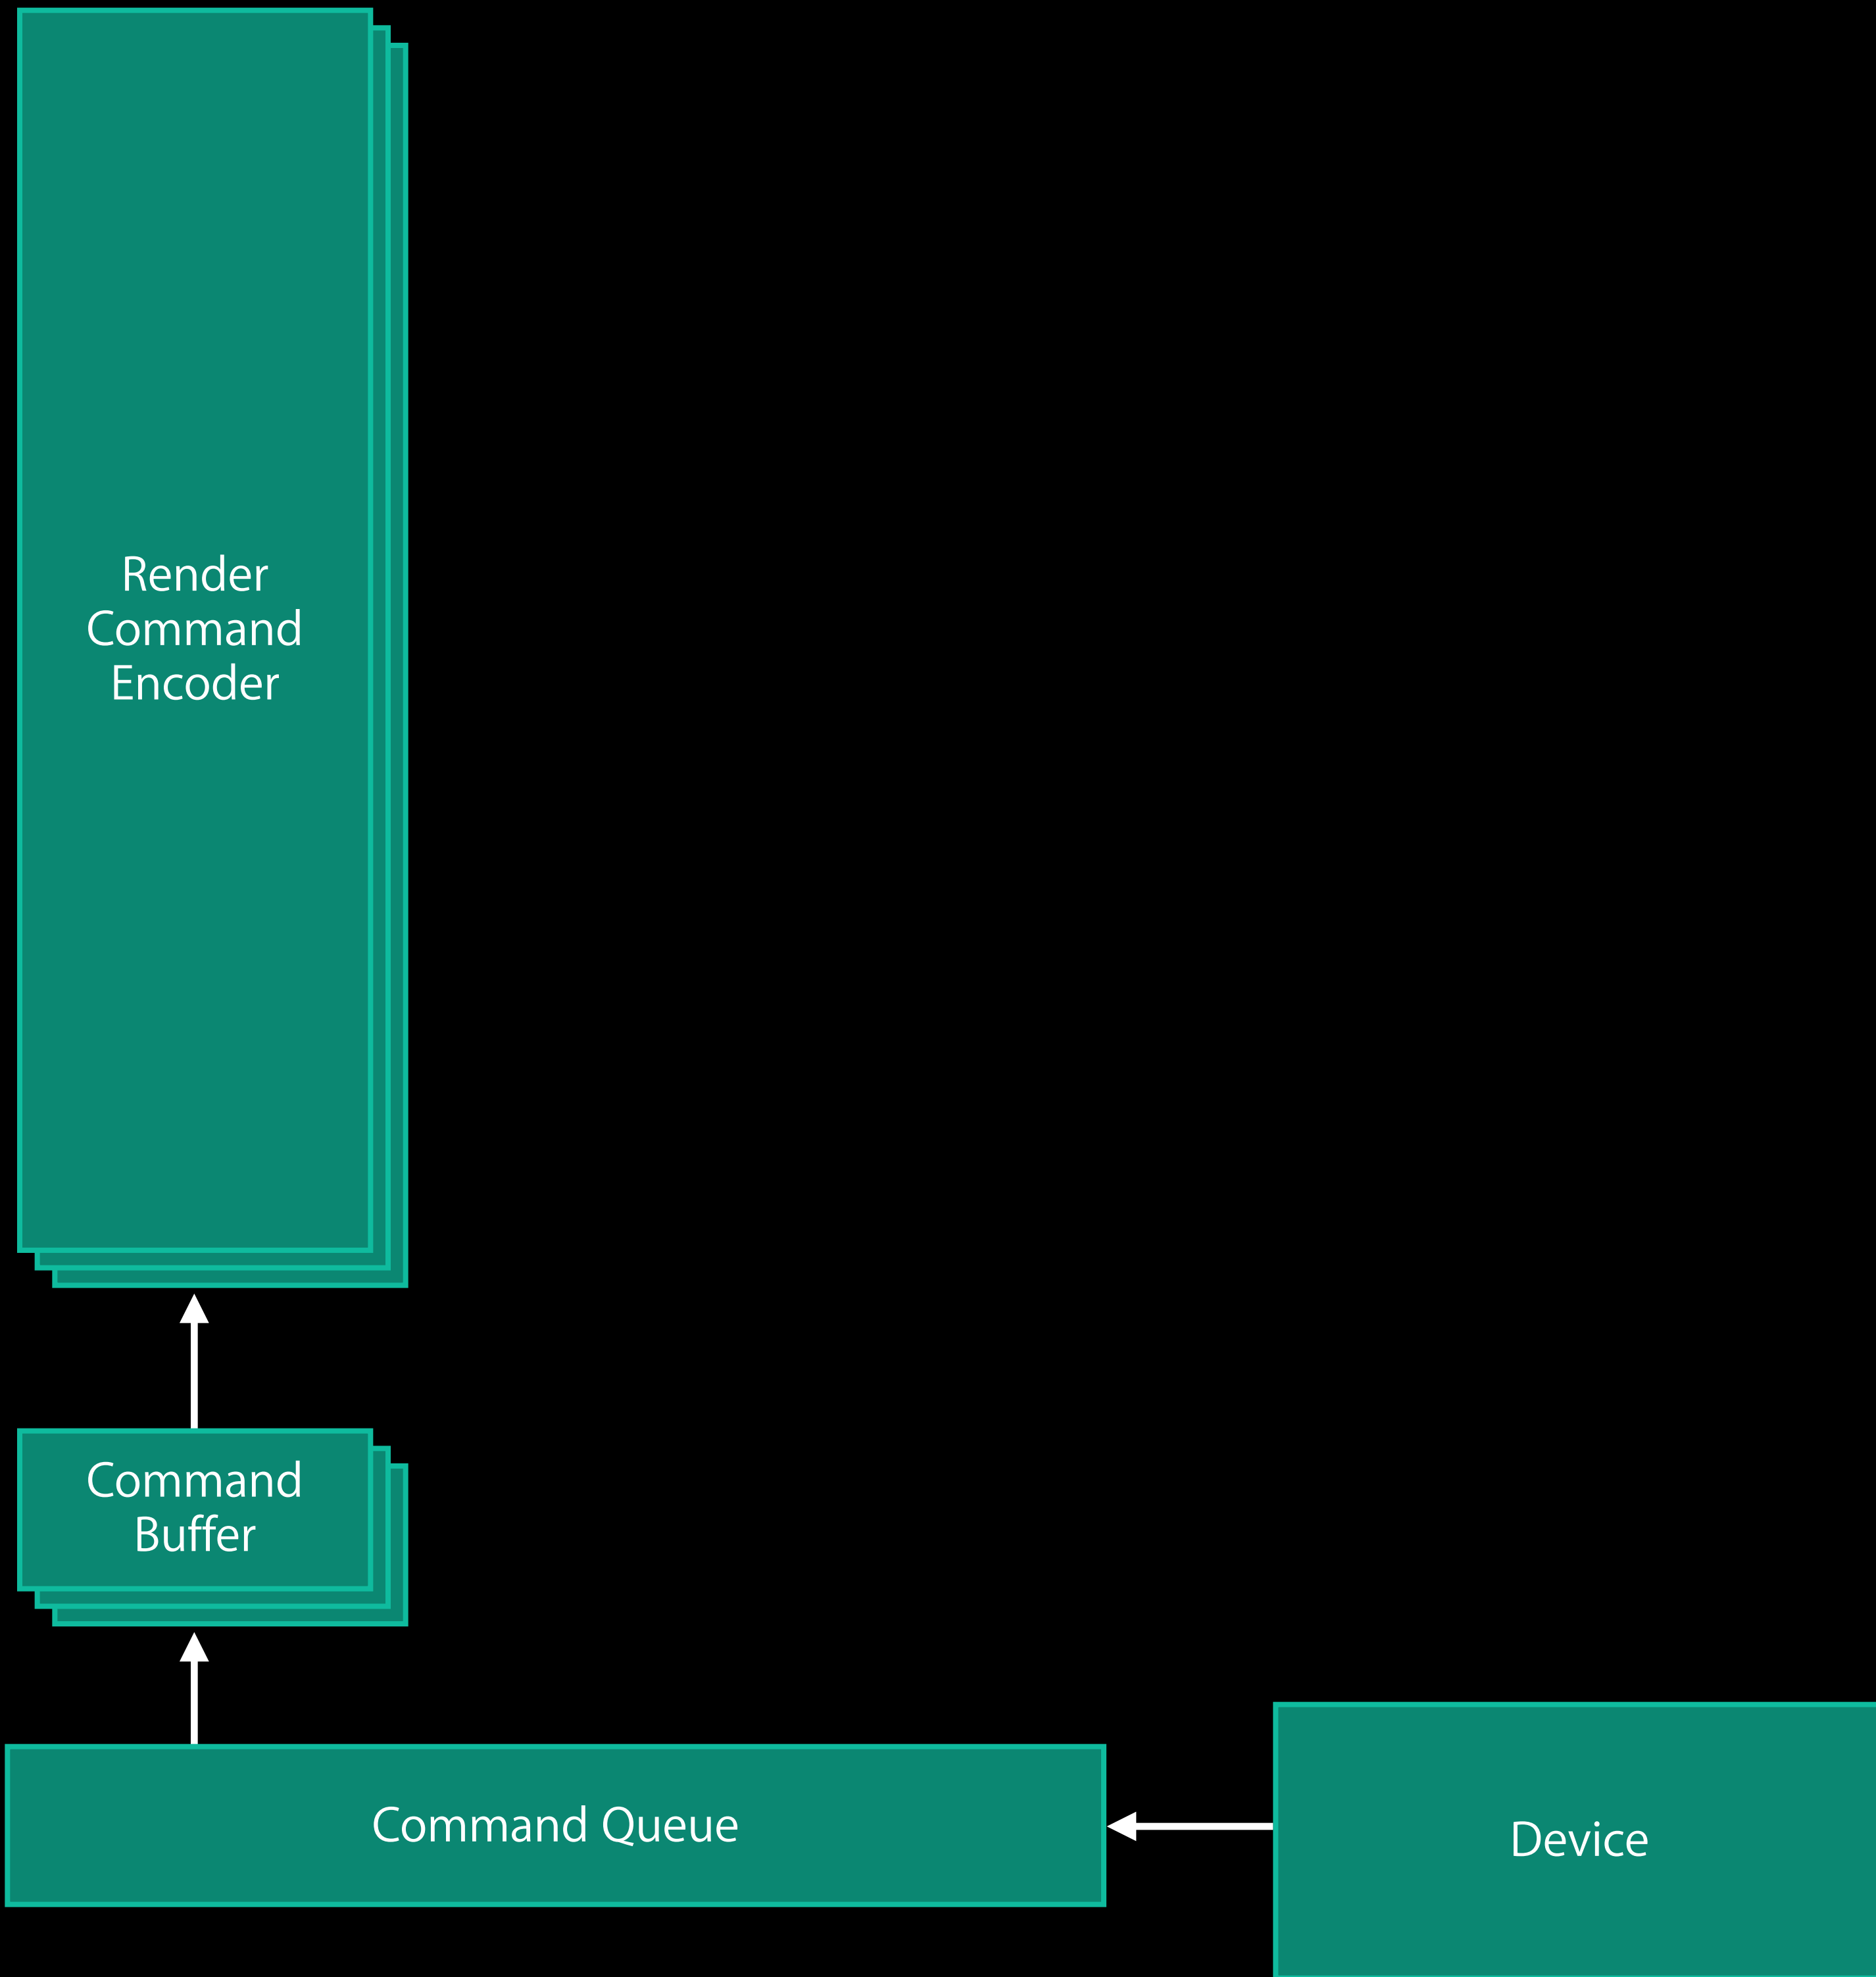 Render
Command
Encoder
Command
Buffer
Command Queue
Device